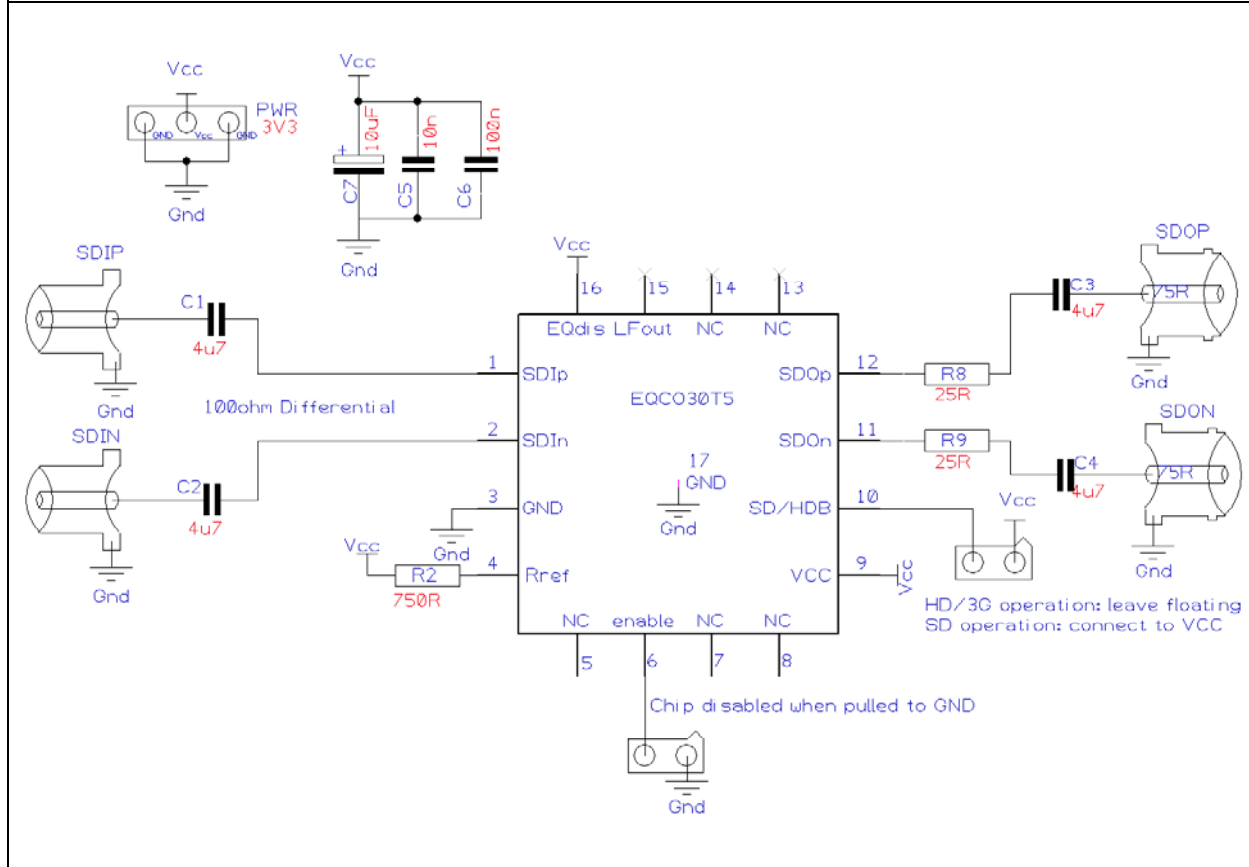 Vcc
PWR
3V3
GND
Vcc
GND
Gnd
Vcc
10uF
10n
100n
C7
C5
C6
Gnd
SDIP
C1
4u7
Gnd
100ohm Differential
SDIN
C2
4u7
Gnd
Vcc
16
15
14
13
EQdis
LFout
NC
NC
1
SDIp
2
SDIn
3
GND
Gnd
4
Rref
Vcc
R2
750R
EQCO30T5
17
GND
Gnd
SDOp
12
SDOn
11
SD/HDB
10
VCC
9
Vcc
NC
enable
NC
NC
5
6
7
8
R8
25R
R9
25R
C3
4u7
C4
4u7
SDOP
75R
Gnd
SDON
75R
Gnd
Vcc
HD/3G operation: leave floating
SD operation: connect to VCC
Chip disabled when pulled to GND
Gnd